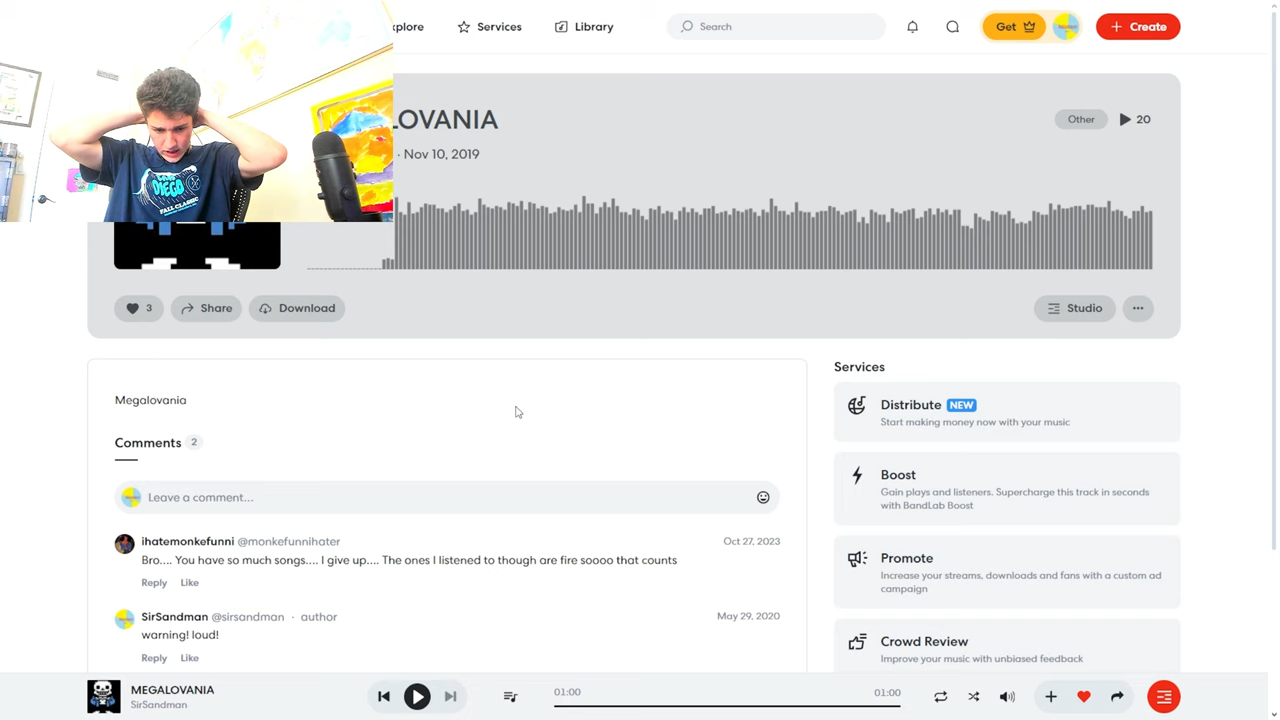 xplore
Services
Library
Search
Get
Create
LOVANIA
Other
20
· Nov 10, 2019
DIEGO
FALL CLASSIC
3
Share
Download
Studio
Megalovania
Comments 2
Leave a comment...
ihatemonkefunni @monkefunnihater
Oct 27, 2023
Bro.... You have so much songs.... I give up.... The ones I listened to though are fire soooo that counts
Reply Like
SirSandman @sirsandman · author
May 29, 2020
warning! loud!
Reply Like
Services
Distribute NEW
Start making money now with your music
Boost
Gain plays and listeners. Supercharge this track in seconds
with BandLab Boost
Promote
Increase your streams, downloads and fans with a custom ad
campaign
Crowd Review
Improve your music with unbiased feedback
MEGALOVANIA
SirSandman
01:00
01:00